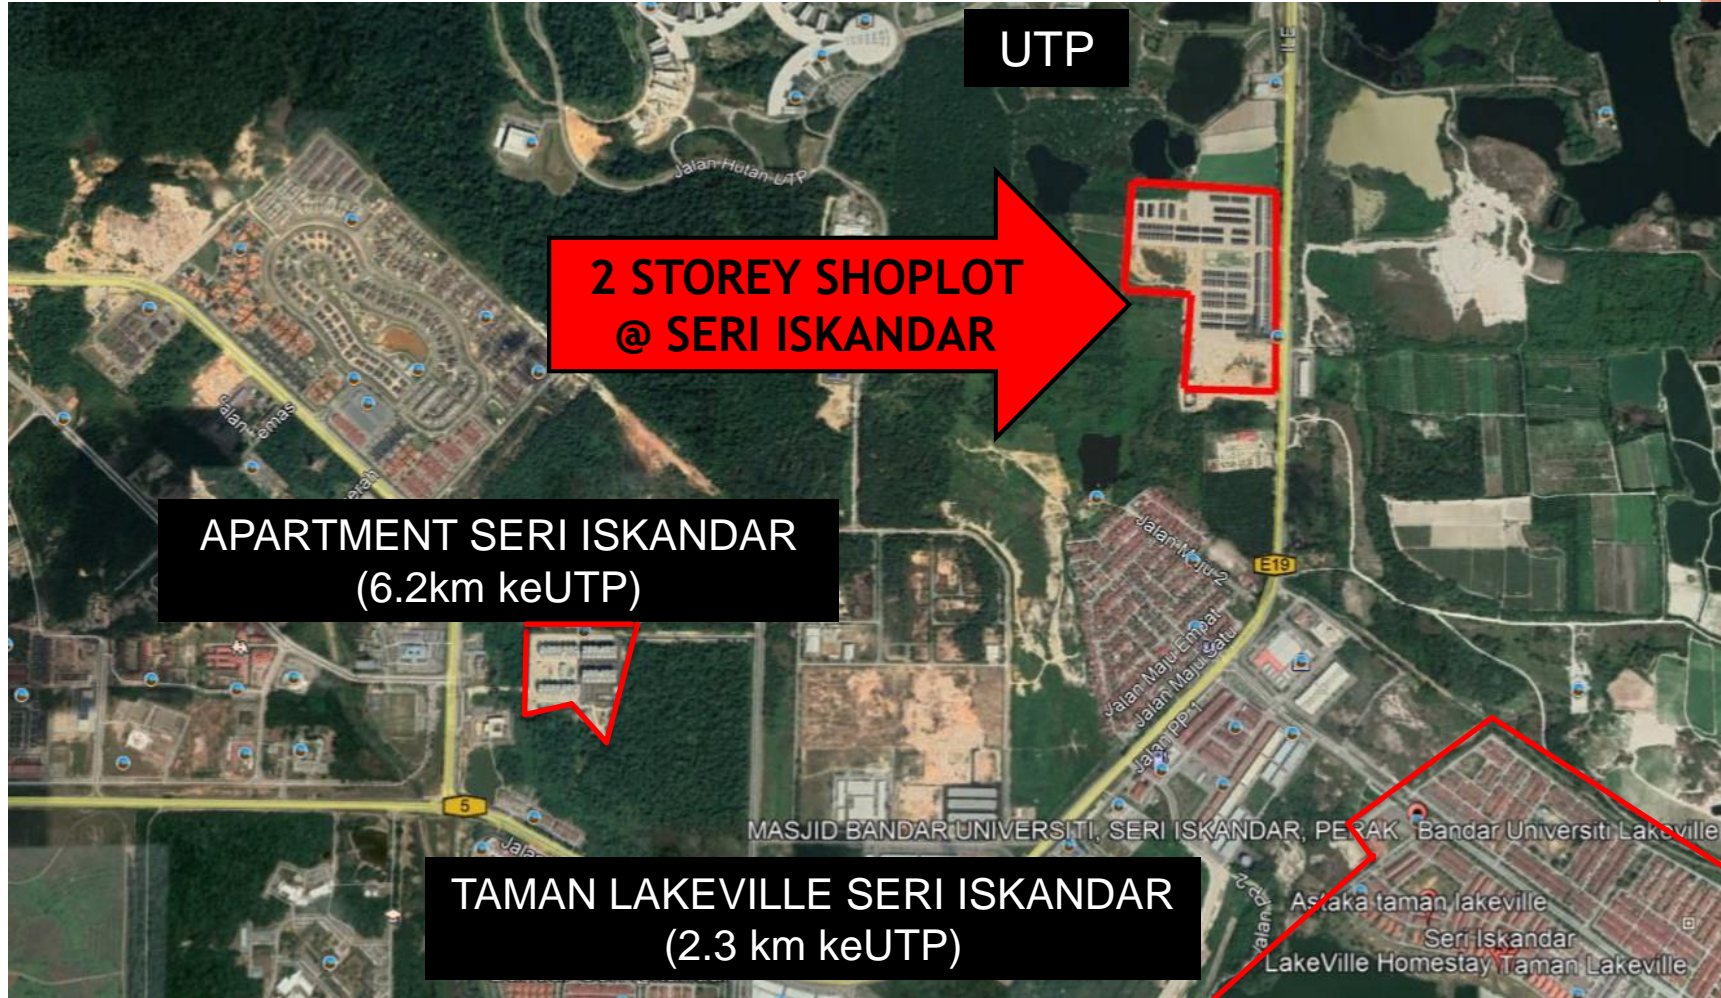 UTP
ILE
Jalan Hutan UTP
2 STOREY SHOPLOT
@ SERI ISKANDAR
Jalan Maju 2
E19
APARTMENT SERI ISKANDAR
(6.2km keUTP)
Jalan Maju Empat
Jalan Maju Satu
Jalan PP 1
5
MASJID BANDAR UNIVERSITI, SERI ISKANDAR, PERAK
Bandar Universiti Lakeville
TAMAN LAKEVILLE SERI ISKANDAR
(2.3 km keUTP)
Astaka taman lakeville
Seri Iskandar
LakeVille Homestay Taman Lakeville